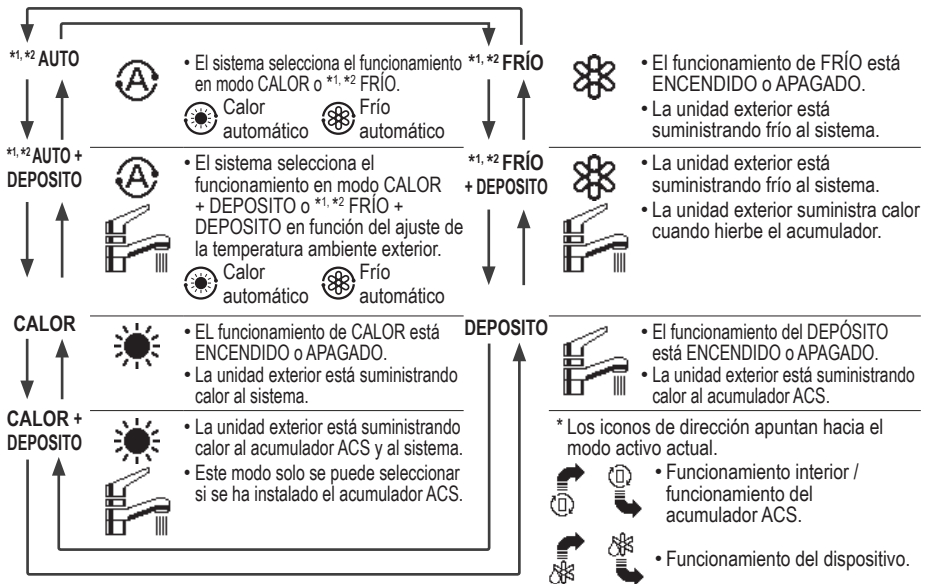 *1, *2 AUTO
• El sistema selecciona el funcionamiento
en modo CALOR o *1, *2 FRÍO.
Calor
automático
Frío
automático
*1, *2 AUTO +
DEPOSITO
• El sistema selecciona el
funcionamiento en modo CALOR
+ DEPOSITO o *1, *2 FRÍO +
DEPOSITO en función del ajuste de
la temperatura ambiente exterior.
Calor
automático
Frío
automático
CALOR
• EL funcionamiento de CALOR está
ENCENDIDO o APAGADO.
• La unidad exterior está suministrando
calor al sistema.
CALOR +
DEPOSITO
• La unidad exterior está suministrando
calor al acumulador ACS y al sistema.
• Este modo solo se puede seleccionar
si se ha instalado el acumulador ACS.
*1, *2 FRÍO
• El funcionamiento de FRÍO está
ENCENDIDO o APAGADO.
• La unidad exterior está
suministrando frío al sistema.
*1, *2 FRÍO
+ DEPOSITO
• La unidad exterior está
suministrando frío al sistema.
• La unidad exterior suministra calor
cuando hierbe el acumulador.
DEPOSITO
• El funcionamiento del DEPÓSITO
está ENCENDIDO o APAGADO.
• La unidad exterior está suministrando
calor al acumulador ACS.
* Los iconos de dirección apuntan hacia el
modo activo actual.
• Funcionamiento interior /
funcionamiento del
acumulador ACS.
• Funcionamiento del dispositivo.